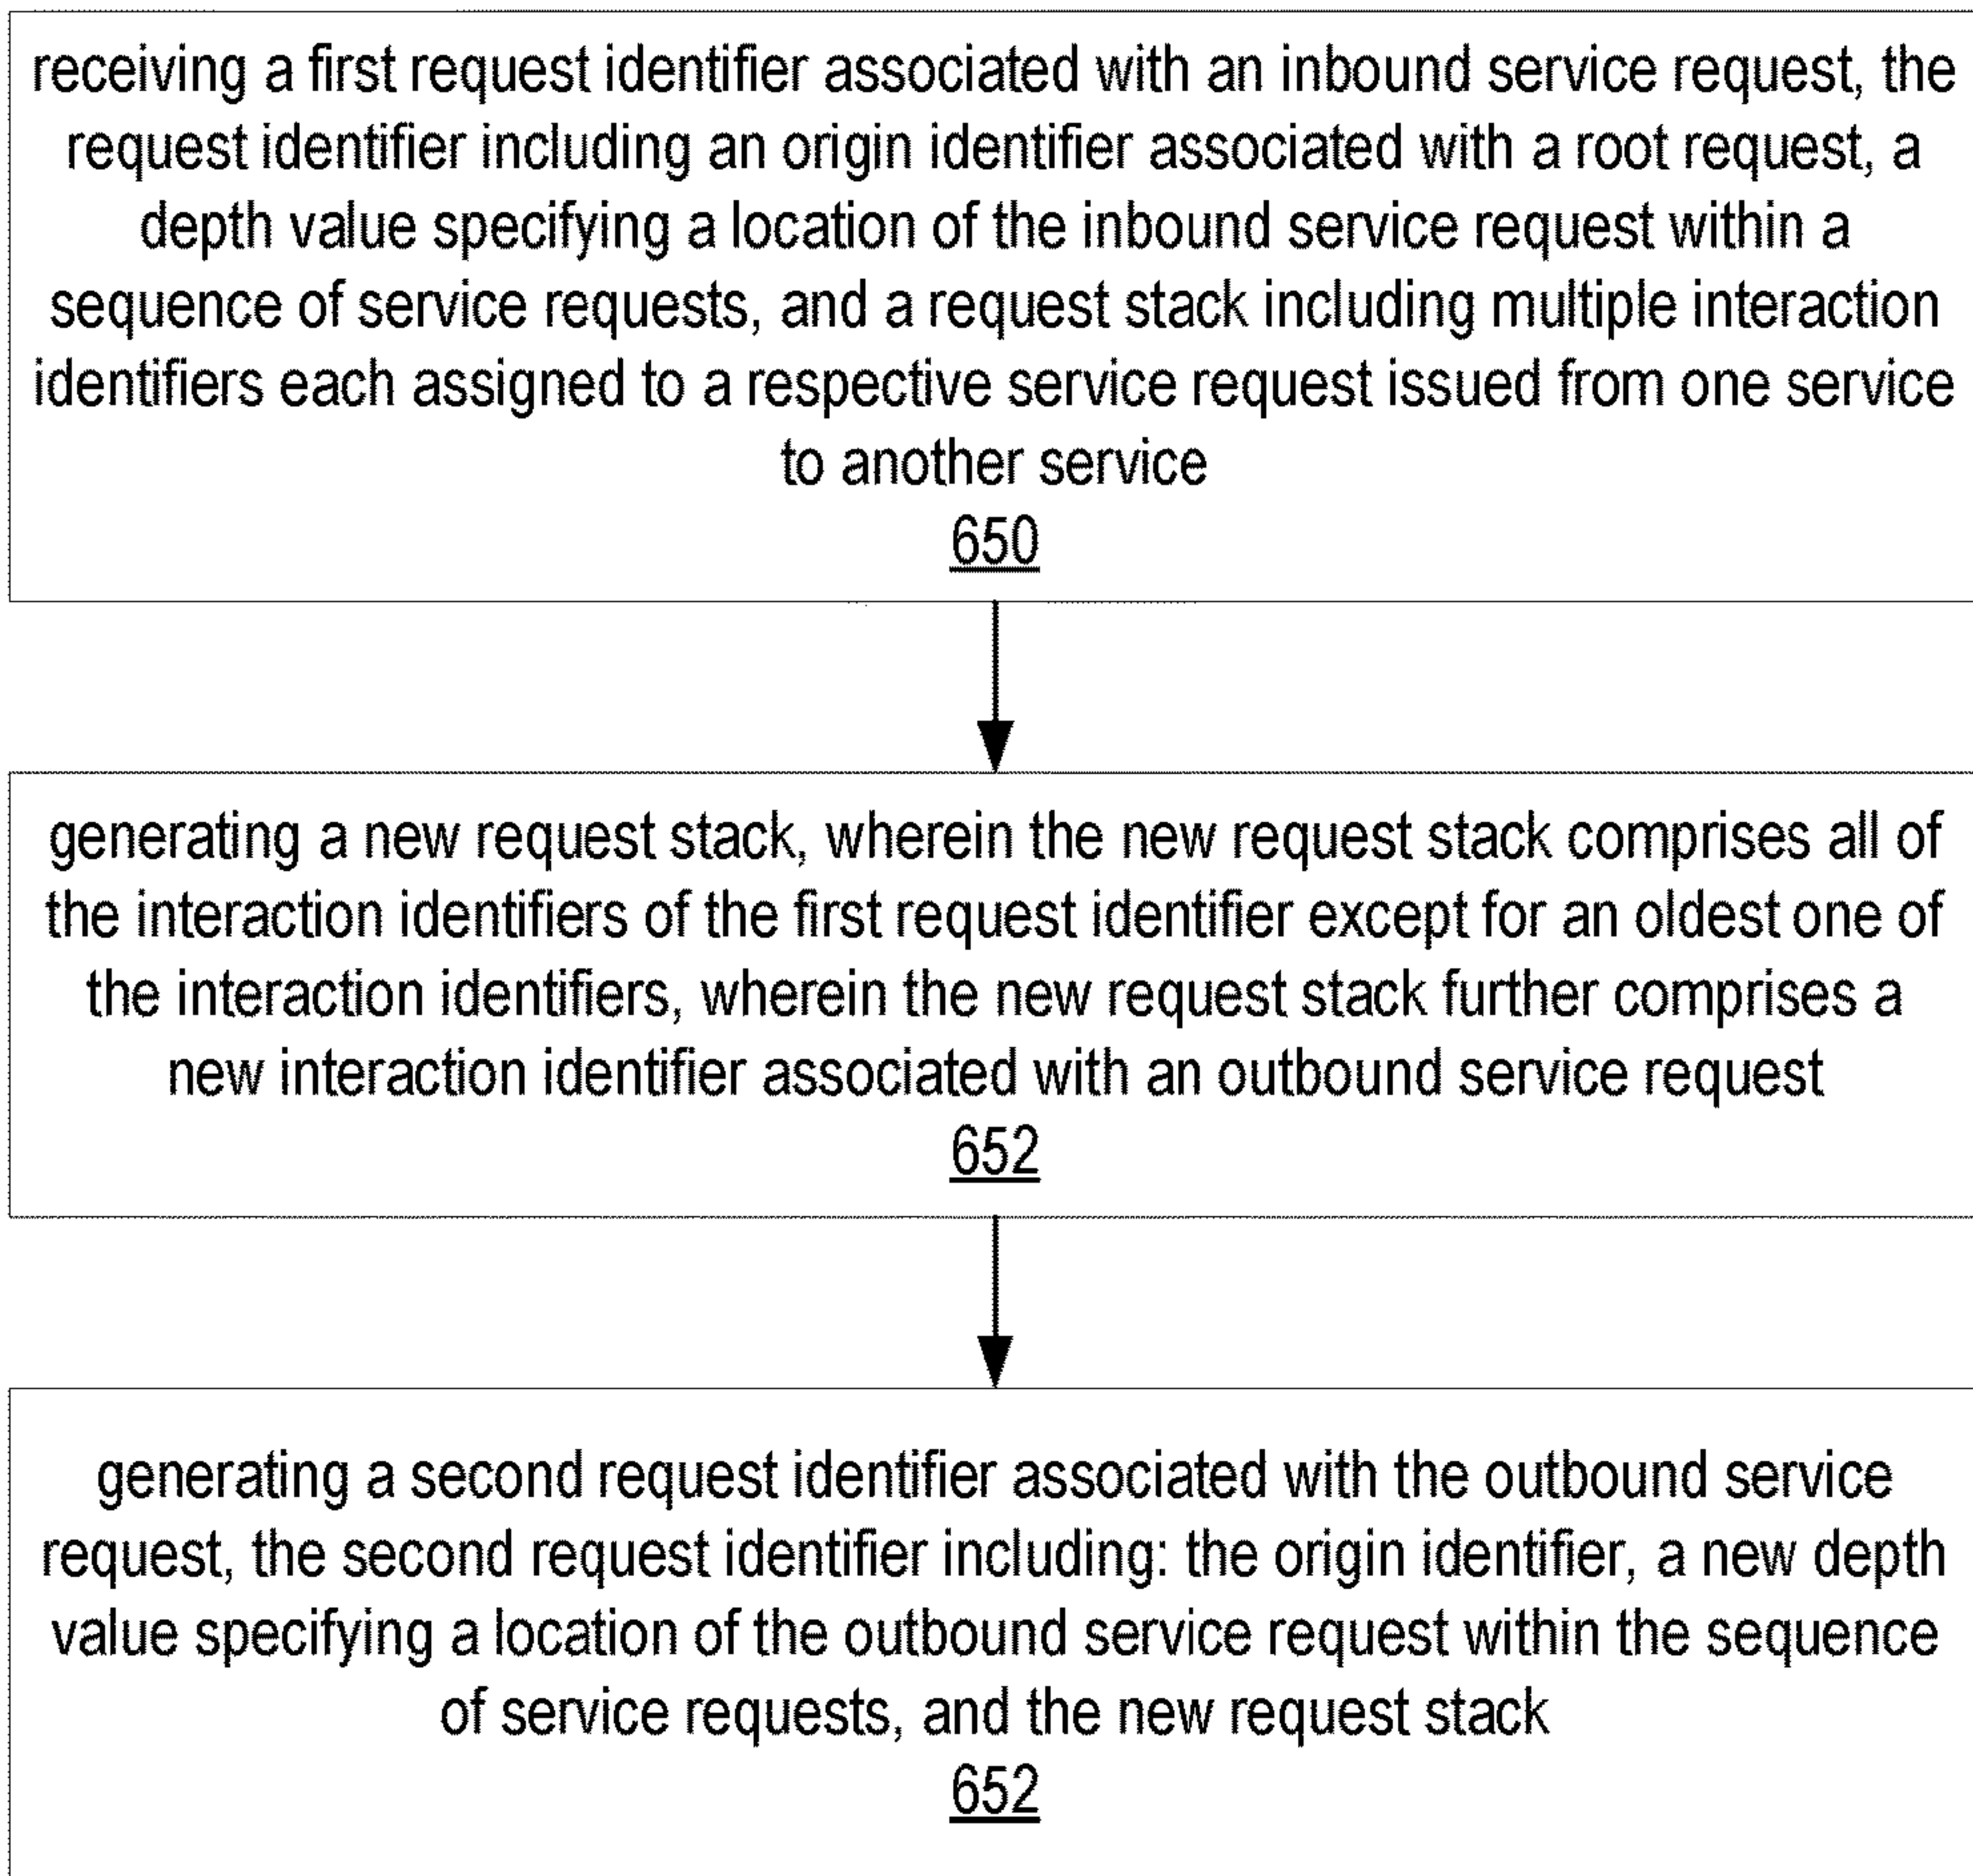 receiving a first request identifier associated with an inbound service request, the
request identifier including an origin identifier associated with a root request, a
depth value specifying a location of the inbound service request within a
sequence of service requests, and a request stack including multiple interaction
identifiers each assigned to a respective service request issued from one service
to another service
650
generating a new request stack, wherein the new request stack comprises all of
the interaction identifiers of the first request identifier except for an oldest one of
the interaction identifiers, wherein the new request stack further comprises a
new interaction identifier associated with an outbound service request
652
generating a second request identifier associated with the outbound service
request, the second request identifier including: the origin identifier, a new depth
value specifying a location of the outbound service request within the sequence
of service requests, and the new request stack
652